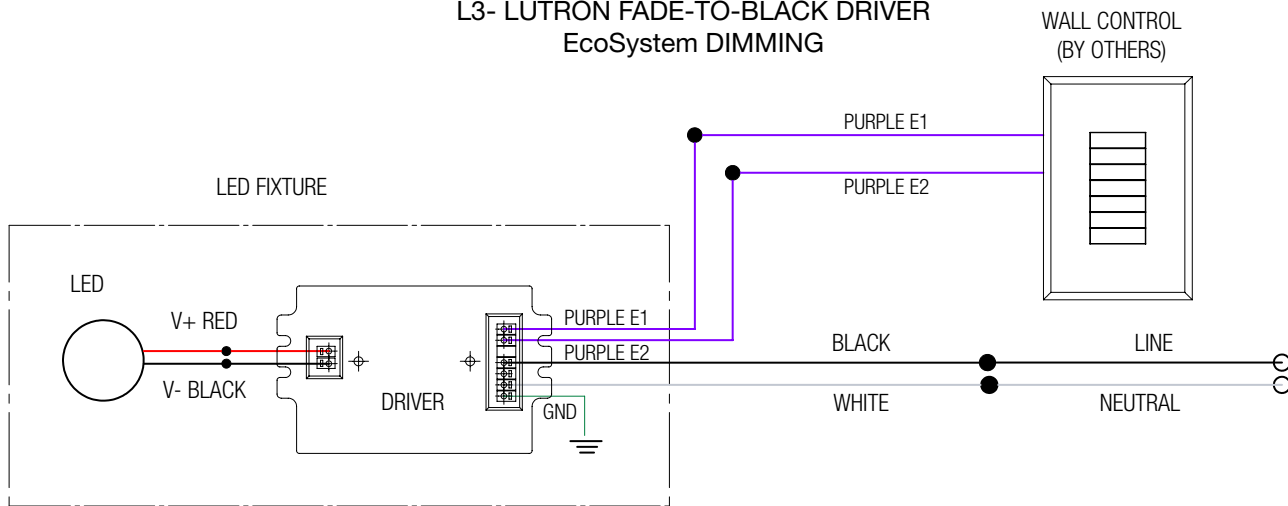 L3- LUTRON FADE-TO-BLACK DRIVER
EcoSystem DIMMING
WALL CONTROL
(BY OTHERS)
PURPLE E1
PURPLE E2
LED FIXTURE
LED
V+ RED
V- BLACK
DRIVER
PURPLE E1
PURPLE E2
GND
BLACK
LINE
WHITE
NEUTRAL